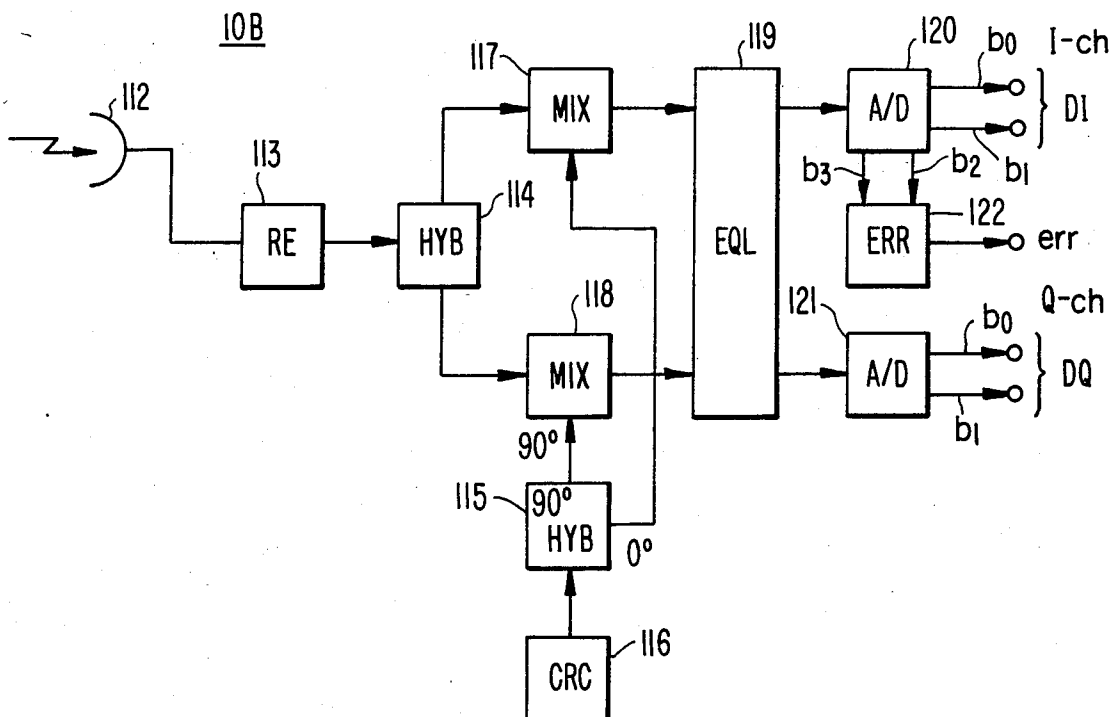 10B
112
113
RE
114
HYB
117
MIX
118
MIX
90°
115
90°
HYB
0°
116
CRC
119
EQL
120
A/D
b0
b1
I-ch
DI
b3
b2
122
ERR
err
121
A/D
Q-ch
b0
b1
DQ